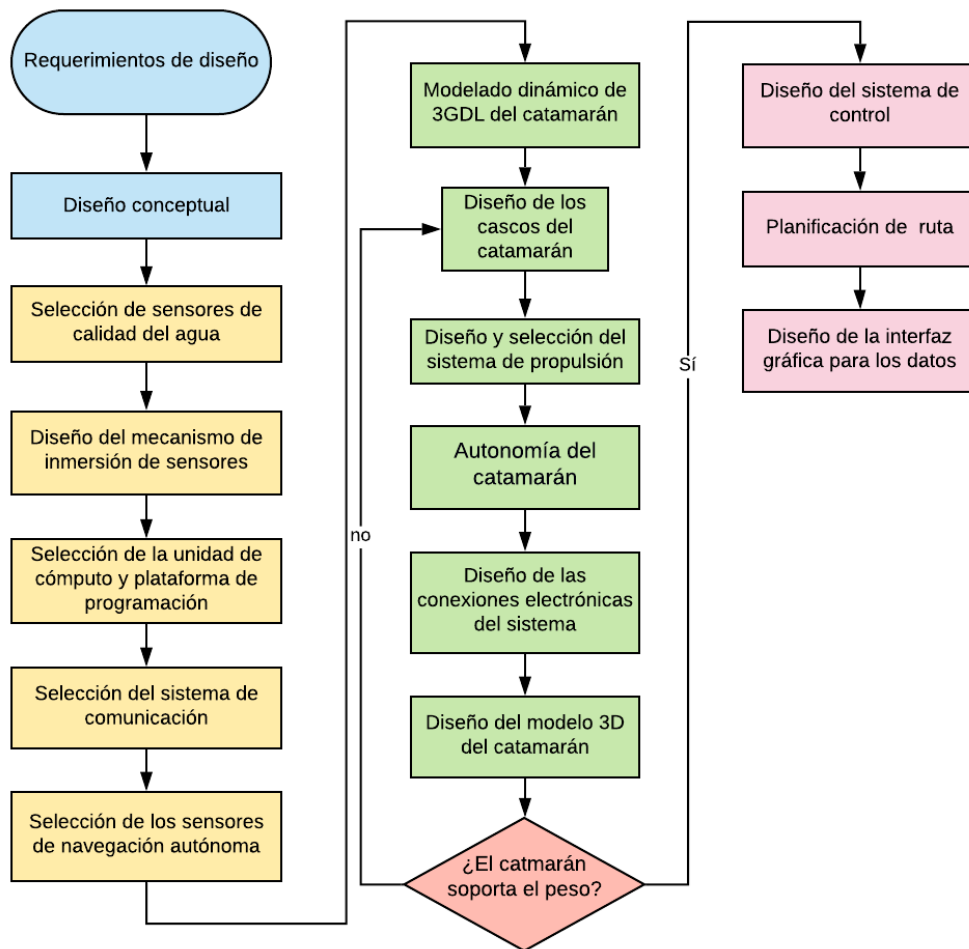 Requerimientos de diseño
Diseño conceptual
Selección de sensores de
calidad del agua
Diseño del mecanismo de
inmersión de sensores
Selección de la unidad de
cómputo y plataforma de
programación
Selección del sistema de
comunicación
Selección de los sensores
de navegación autónoma
Modelado dinámico de
3GDL del catamarán
Diseño de los
cascos del
catamarán
Diseño y selección del
sistema de propulsión
Autonomía del
catamarán
Diseño de las
conexiones electrónicas
del sistema
Diseño del modelo 3D
del catamarán
¿El catmarán
soporta el peso?
no
Sí
Diseño del sistema de
control
Planificación de ruta
Diseño de la interfaz
gráfica para los datos